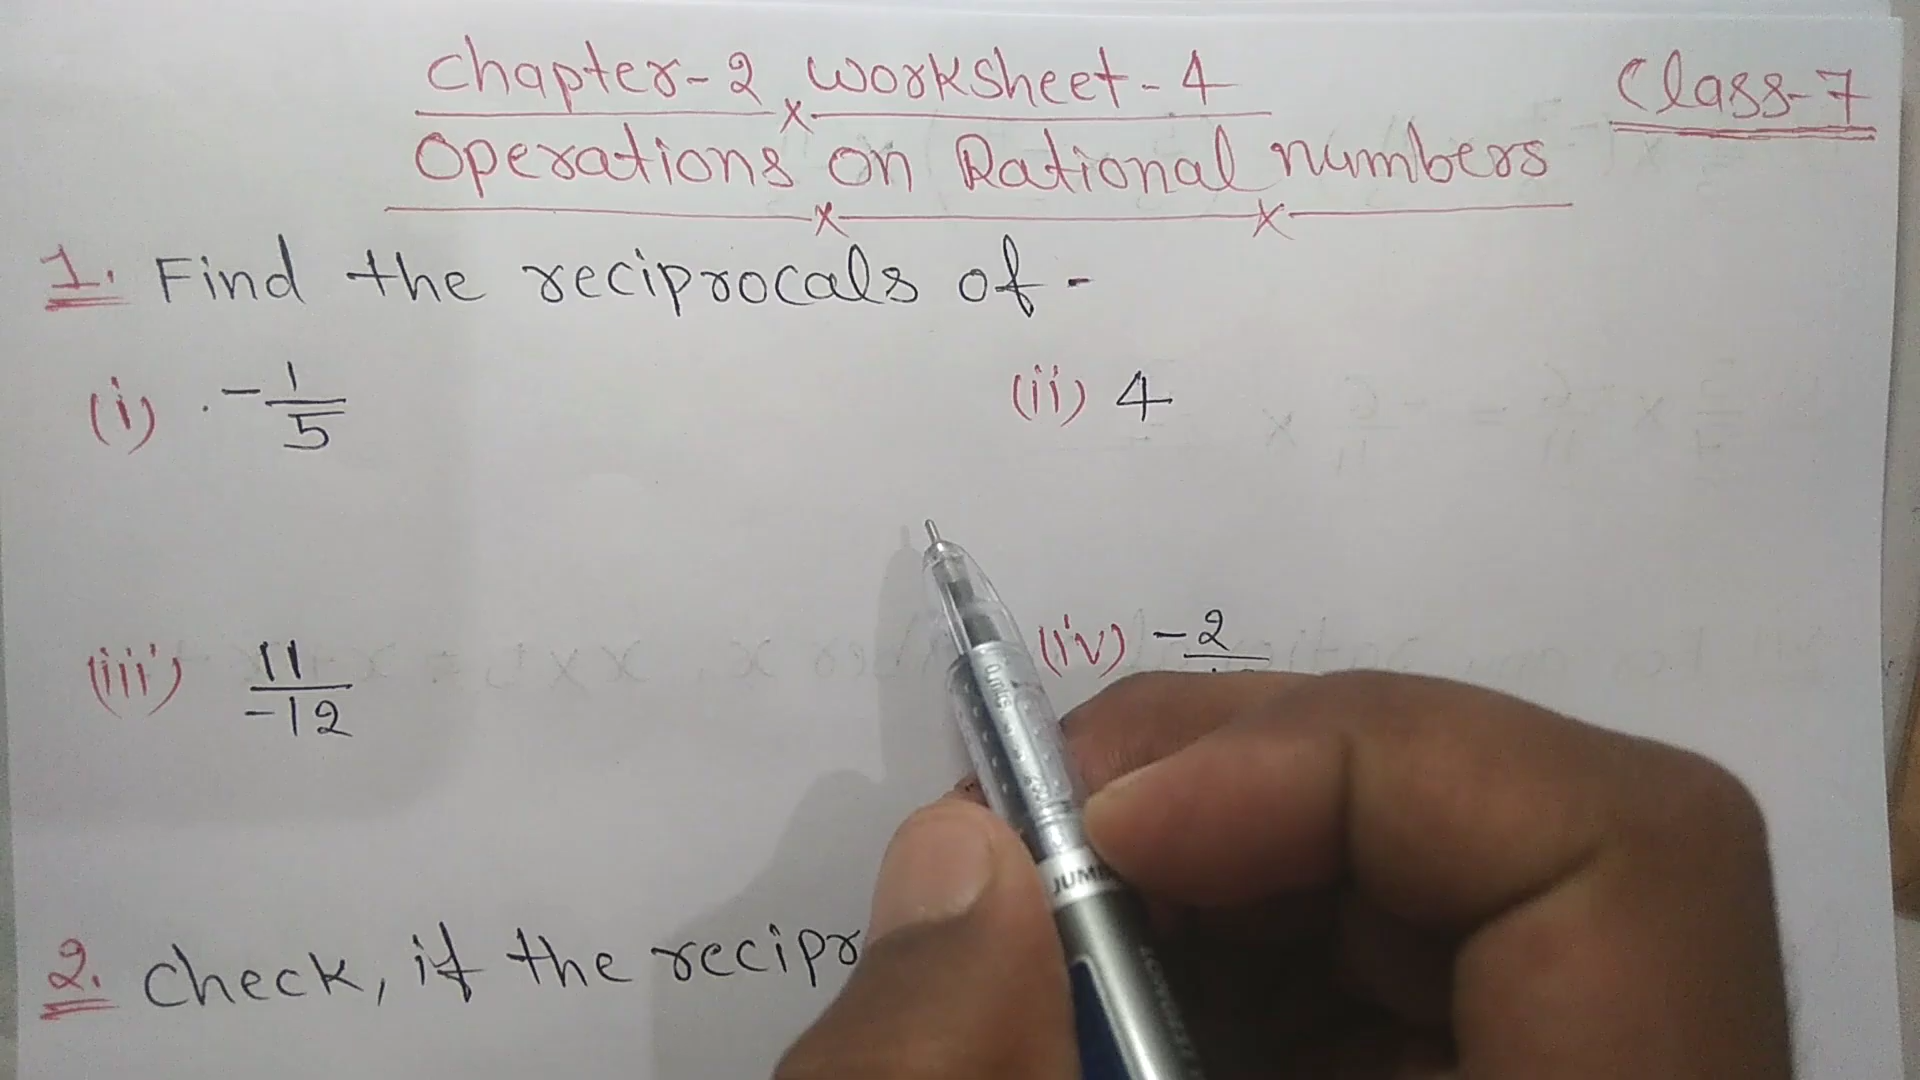 Chapter-2 x Worksheet-4
Class-7
Operations on Rational numbers
x x
1. Find the reciprocals of -
(i) -1/5 (ii) 4
(iii) 11/-12 (iv) -2
2. Check, if the
JUMB